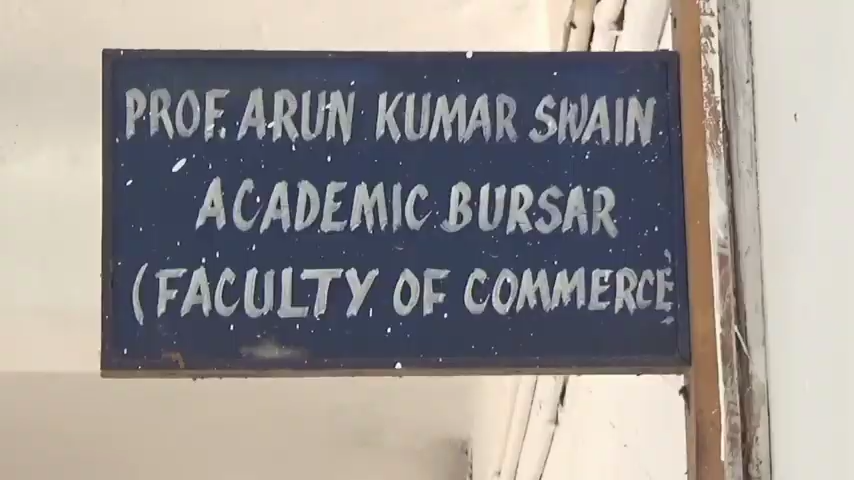 PROF. ARUN KUMAR SWAIN
ACADEMIC BURSAR
(FACULTY OF COMMERCE)